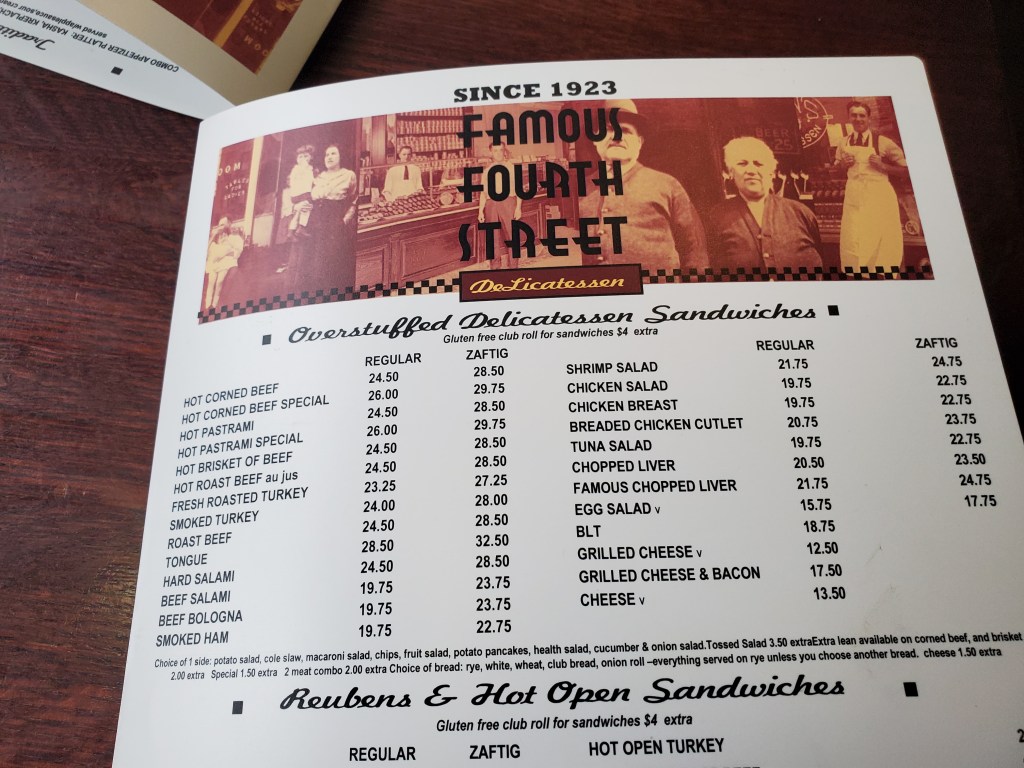 Traditio
COMBO APPETIZER PLATTER: KASHA, KREPLACH
served w/applesauce, sour cream
SINCE 1923
FAMOUS
FOURTH
STREET
DeLicatessen
Overstuffed Delicatessen Sandwiches
Gluten free club roll for sandwiches $4 extra
REGULAR ZAFTIG
HOT CORNED BEEF 24.50 28.50
HOT CORNED BEEF SPECIAL 26.00 29.75
HOT PASTRAMI 24.50 28.50
HOT PASTRAMI SPECIAL 26.00 29.75
HOT BRISKET OF BEEF 24.50 28.50
HOT ROAST BEEF au jus 24.50 28.50
FRESH ROASTED TURKEY 23.25 27.25
SMOKED TURKEY 24.00 28.00
ROAST BEEF 24.50 28.50
TONGUE 28.50 32.50
HARD SALAMI 24.50 28.50
BEEF SALAMI 19.75 23.75
BEEF BOLOGNA 19.75 23.75
SMOKED HAM 19.75 22.75
REGULAR ZAFTIG
SHRIMP SALAD 21.75 24.75
CHICKEN SALAD 19.75 22.75
CHICKEN BREAST 19.75 22.75
BREADED CHICKEN CUTLET 20.75 23.75
TUNA SALAD 19.75 22.75
CHOPPED LIVER 20.50 23.50
FAMOUS CHOPPED LIVER 21.75 24.75
EGG SALAD v 15.75 17.75
BLT 18.75
GRILLED CHEESE v 12.50
GRILLED CHEESE & BACON 17.50
CHEESE v 13.50
Choice of 1 side: potato salad, cole slaw, macaroni salad, chips, fruit salad, potato pancakes, health salad, cucumber & onion salad.Tossed Salad 3.50 extraExtra lean available on corned beef, and brisket
2.00 extra Special 1.50 extra 2 meat combo 2.00 extra Choice of bread: rye, white, wheat, club bread, onion roll –everything served on rye unless you choose another bread. cheese 1.50 extra
Reubens & Hot Open Sandwiches
Gluten free club roll for sandwiches $4 extra
REGULAR ZAFTIG HOT OPEN TURKEY